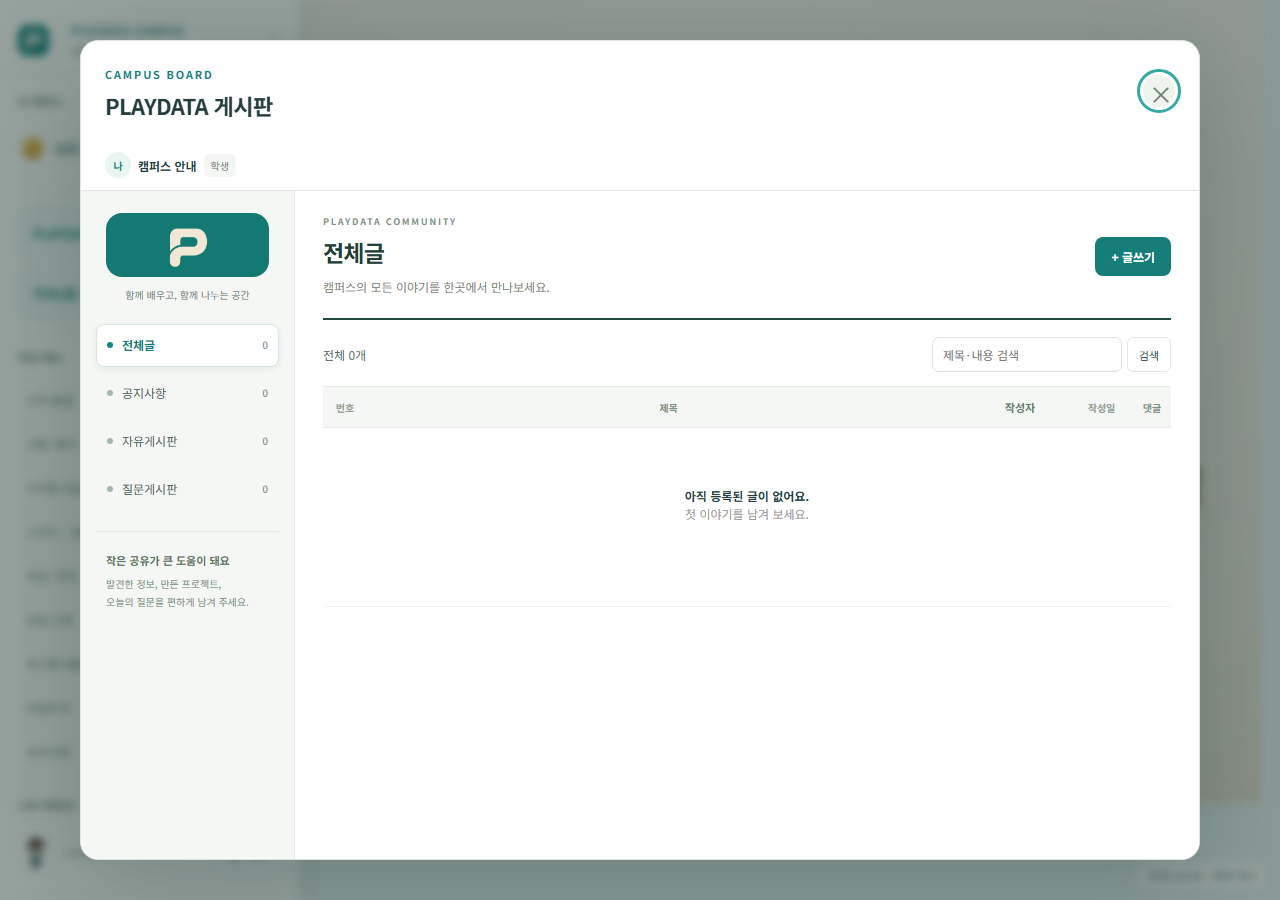 CAMPUS BOARD
PLAYDATA 게시판
나 캠퍼스 안내 학생
함께 배우고, 함께 나누는 공간
전체글 0
공지사항 0
자유게시판 0
질문게시판 0
작은 공유가 큰 도움이 돼요
발견한 정보, 만든 프로젝트,
오늘의 질문을 편하게 남겨 주세요.
PLAYDATA COMMUNITY
전체글
+ 글쓰기
캠퍼스의 모든 이야기를 한곳에서 만나보세요.
전체 0개
제목·내용 검색 검색
번호 제목 작성자 작성일 댓글
아직 등록된 글이 없어요.
첫 이야기를 남겨 보세요.